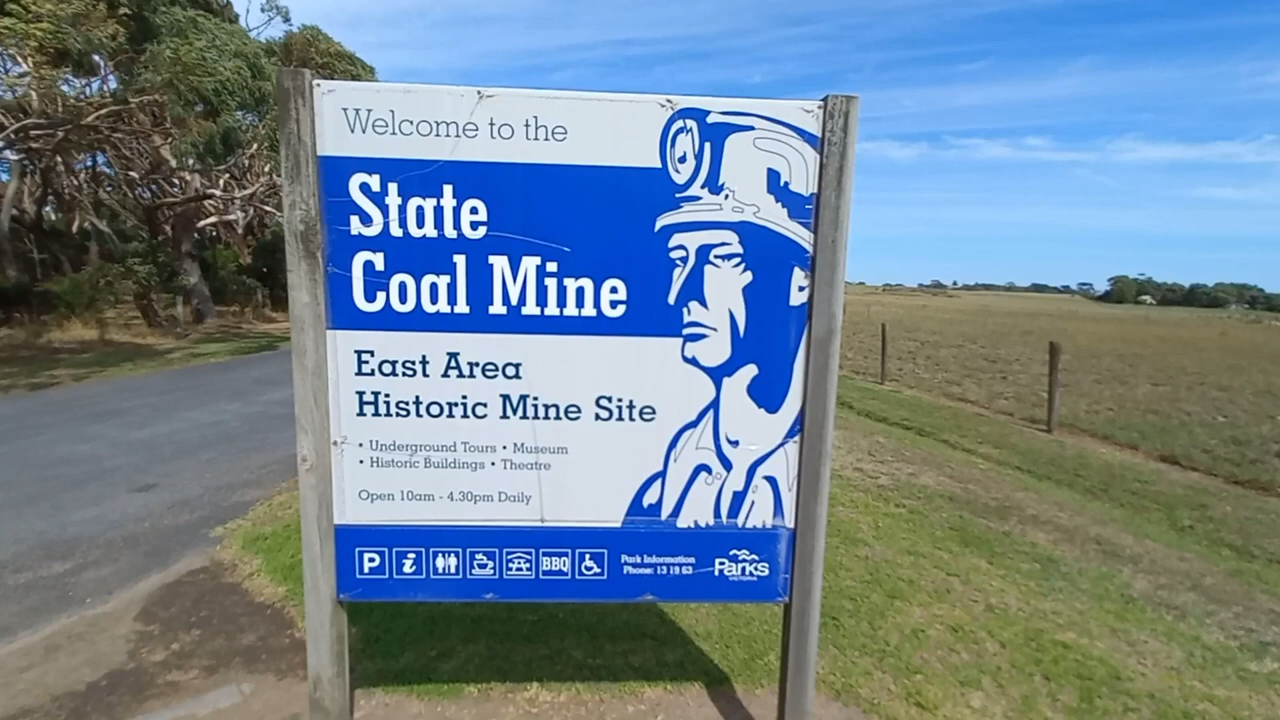 Welcome to the
State
Coal Mine
East Area
Historic Mine Site
• Underground Tours • Museum
• Historic Buildings • Theatre
Open 10am - 4.30pm Daily
P i BBQ
Park Information
Phone: 13 19 63
Parks
VICTORIA